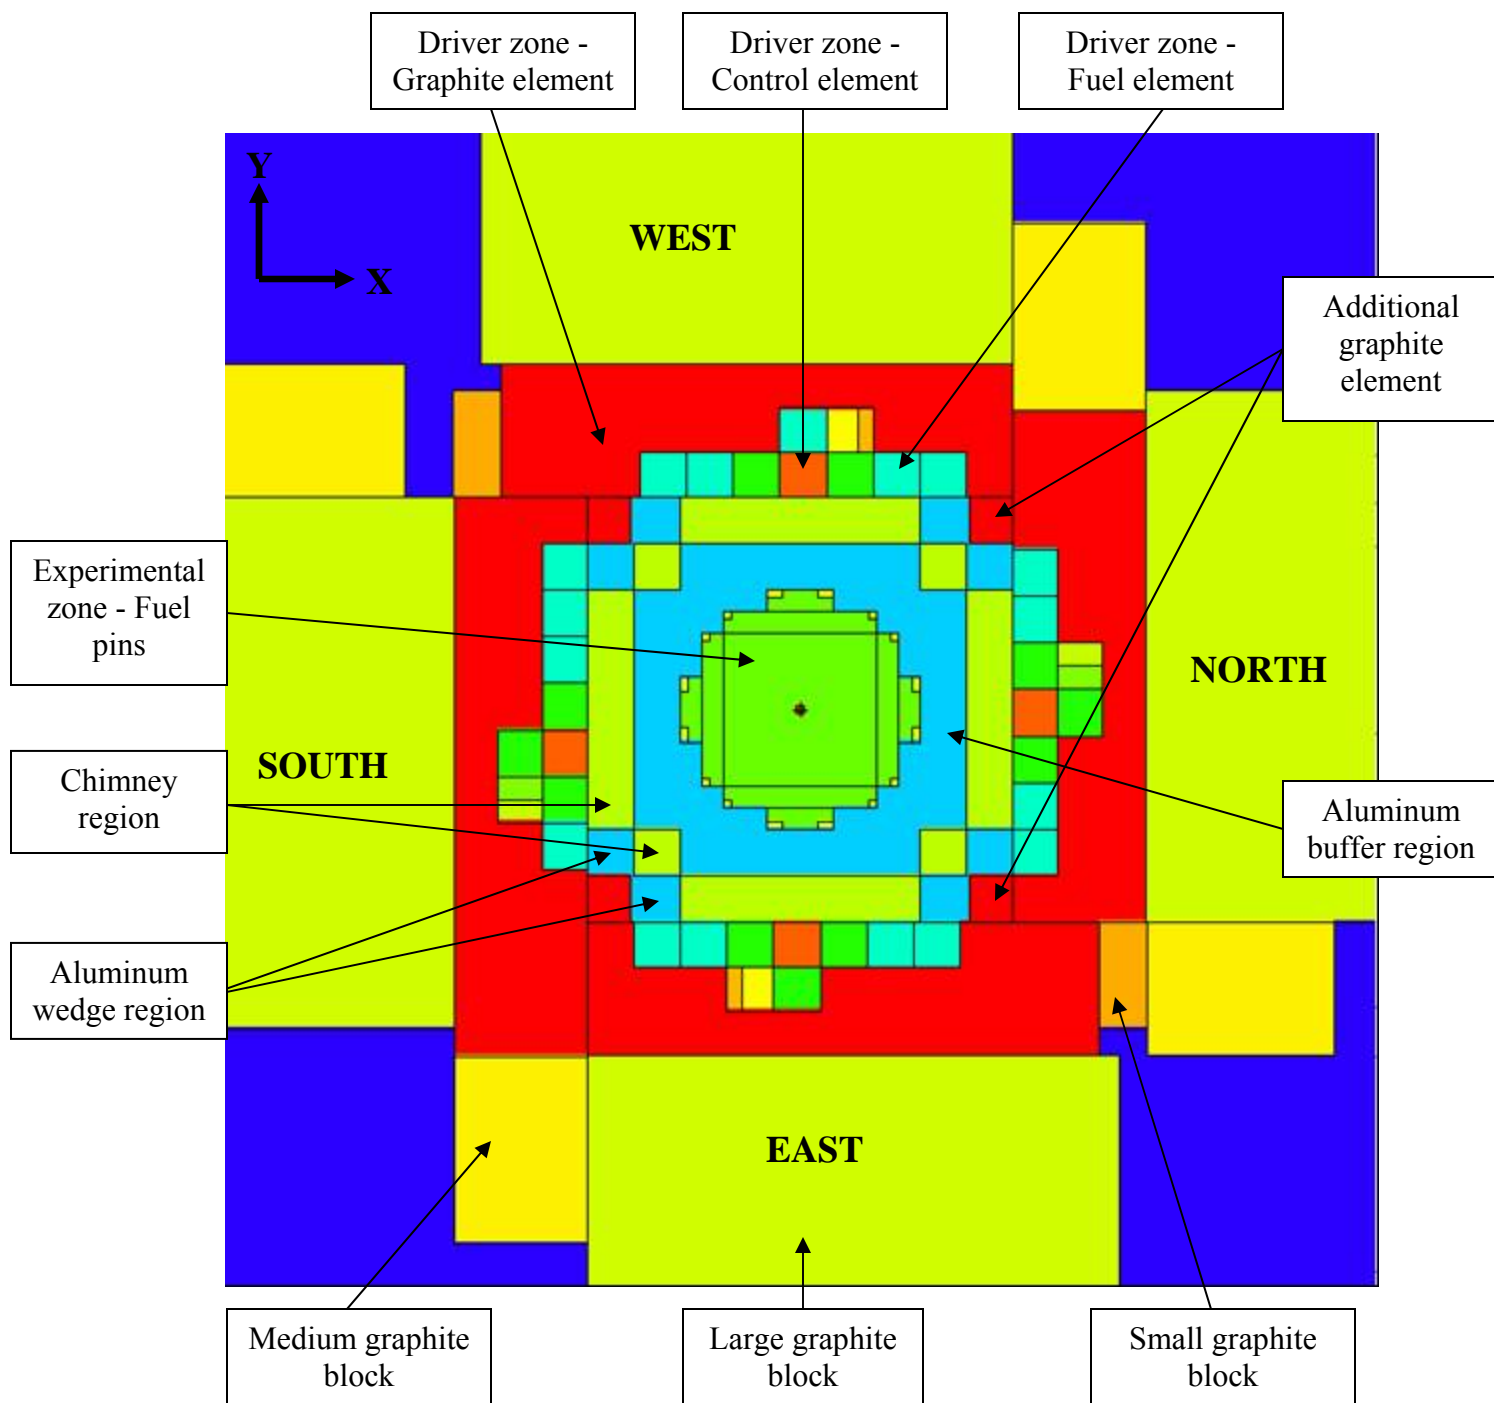 Driver zone -
Graphite element
Driver zone -
Control element
Driver zone -
Fuel element
Y
X
WEST
Additional
graphite
element
Experimental
zone - Fuel
pins
NORTH
SOUTH
Chimney
region
Aluminum
buffer region
Aluminum
wedge region
EAST
Medium graphite
block
Large graphite
block
Small graphite
block